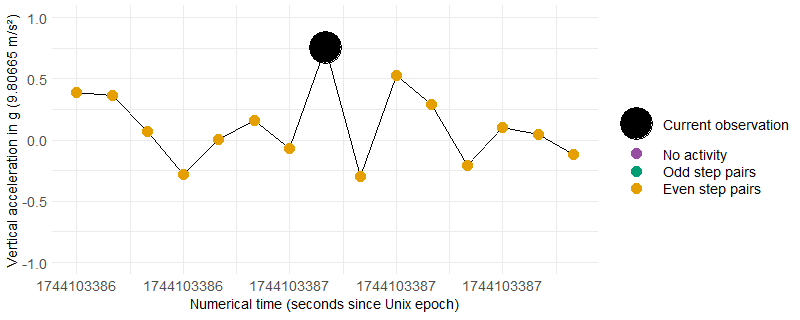 Vertical acceleration in g (9.80665 m/s²)
1.0
0.5
0.0
-0.5
-1.0
1744103386 1744103386 1744103387 1744103387 1744103387
Numerical time (seconds since Unix epoch)
Current observation
No activity
Odd step pairs
Even step pairs